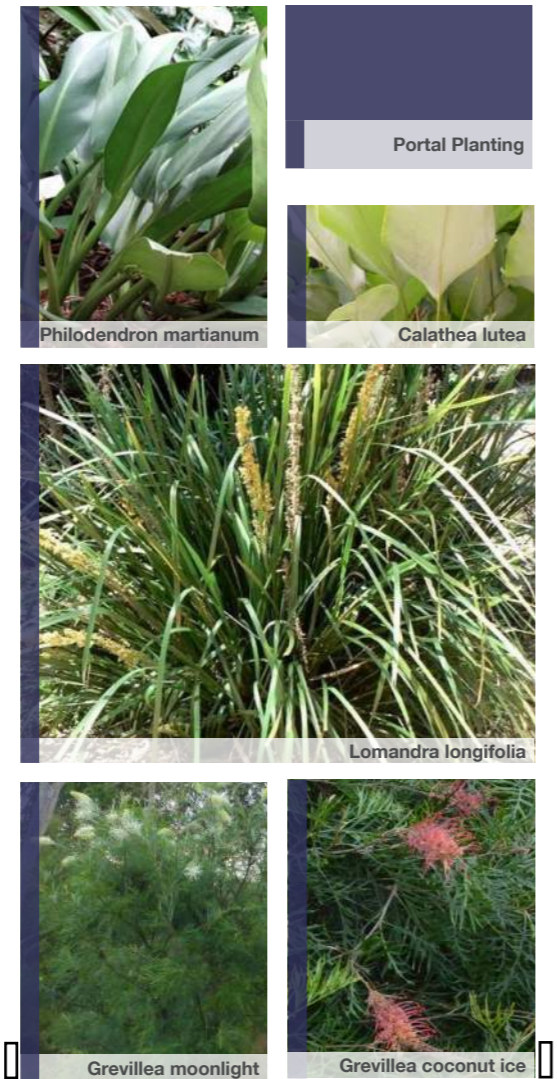 Portal Planting
Philodendron martianum
Calathea lutea
Lomandra longifolia
Grevillea moonlight
Grevillea coconut ice